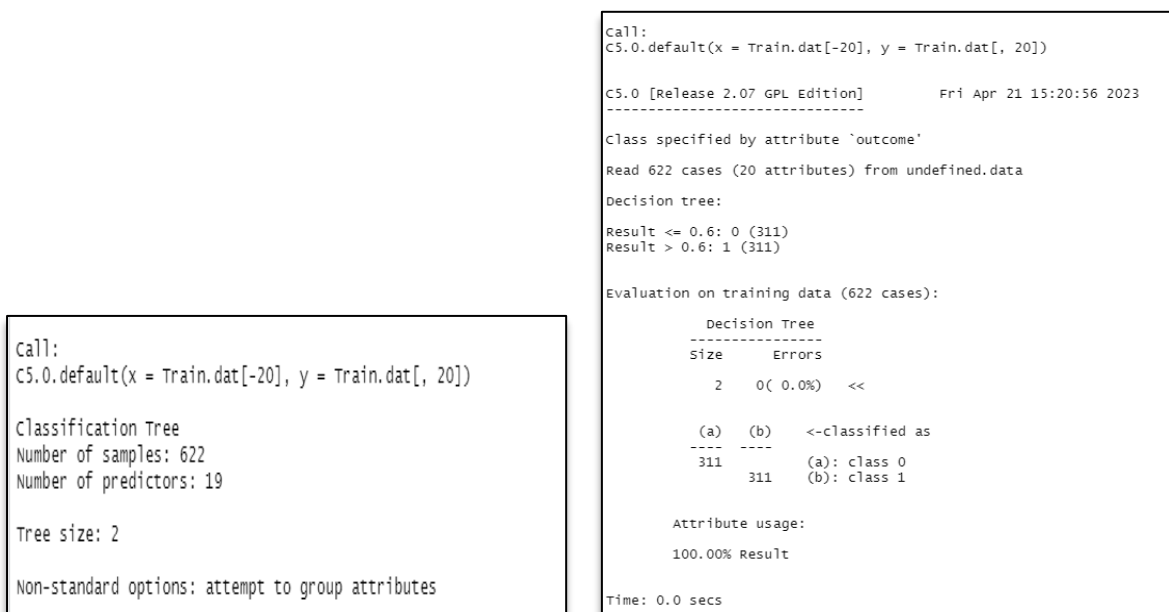 Call:
C5.0.default(x = Train.dat[-20], y = Train.dat[, 20])
Classification Tree
Number of samples: 622
Number of predictors: 19
Tree size: 2
Non-standard options: attempt to group attributes
Call:
C5.0.default(x = Train.dat[-20], y = Train.dat[, 20])
C5.0 [Release 2.07 GPL Edition]         Fri Apr 21 15:20:56 2023
-------------------------------
Class specified by attribute `outcome'
Read 622 cases (20 attributes) from undefined.data
Decision tree:
Result <= 0.6: 0 (311)
Result > 0.6: 1 (311)
Evaluation on training data (622 cases):
Decision Tree
----------------
Size      Errors
2    0( 0.0%)   <<
(a)   (b)    <-classified as
----  ----
311          (a): class 0
311    (b): class 1
Attribute usage:
100.00% Result
Time: 0.0 secs